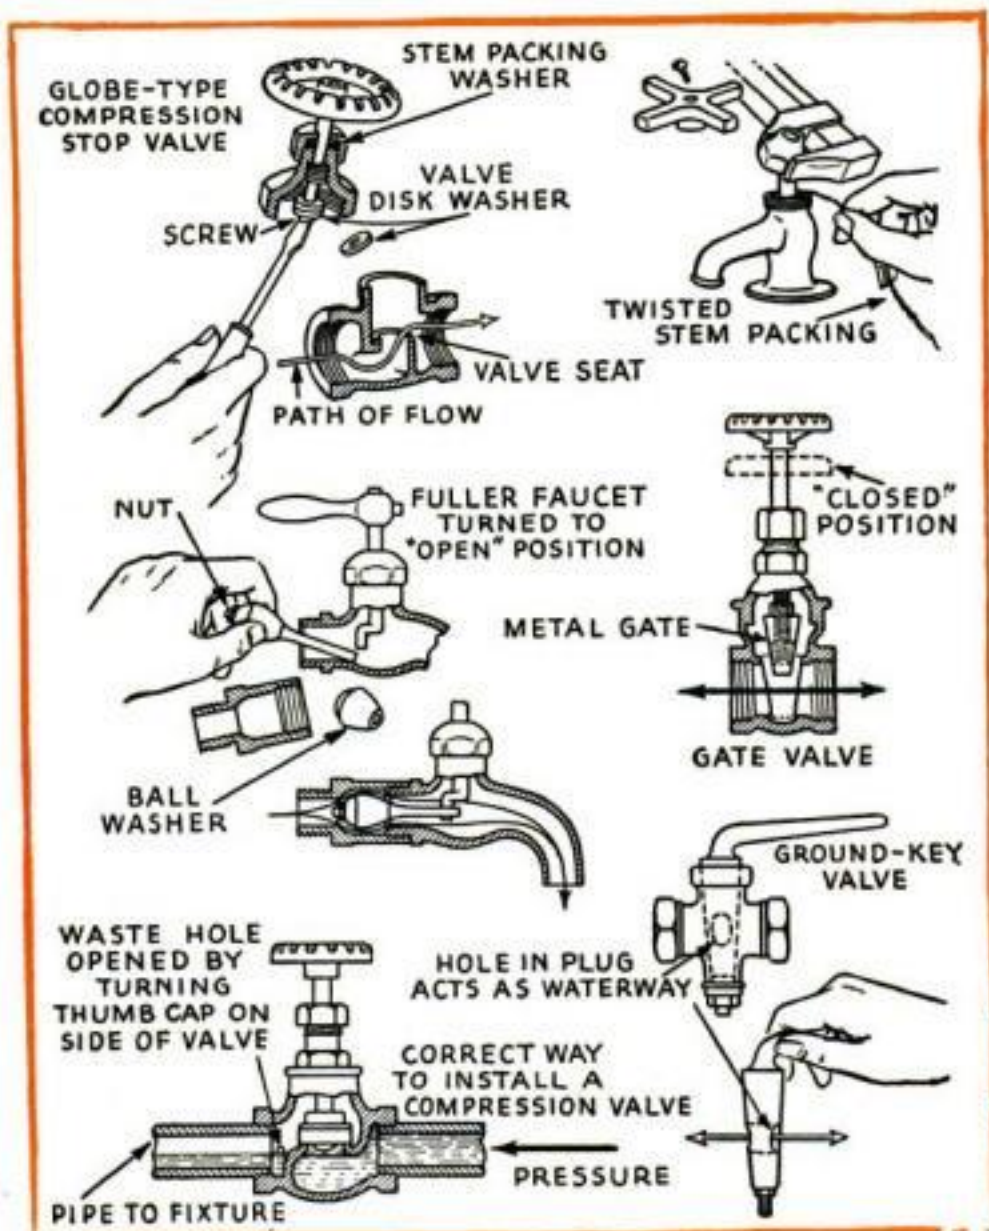 GLOBE-TYPE
COMPRESSION
STOP VALVE
STEM PACKING
WASHER
VALVE
DISK WASHER
SCREW
VALVE SEAT
PATH OF FLOW
TWISTED
STEM PACKING
NUT
FULLER FAUCET
TURNED TO
"OPEN" POSITION
"CLOSED"
POSITION
METAL GATE
GATE VALVE
BALL
WASHER
GROUND-KEY
VALVE
HOLE IN PLUG
ACTS AS WATERWAY
WASTE HOLE
OPENED BY
TURNING
THUMB CAP ON
SIDE OF VALVE
CORRECT WAY
TO INSTALL A
COMPRESSION VALVE
PRESSURE
PIPE TO FIXTURE